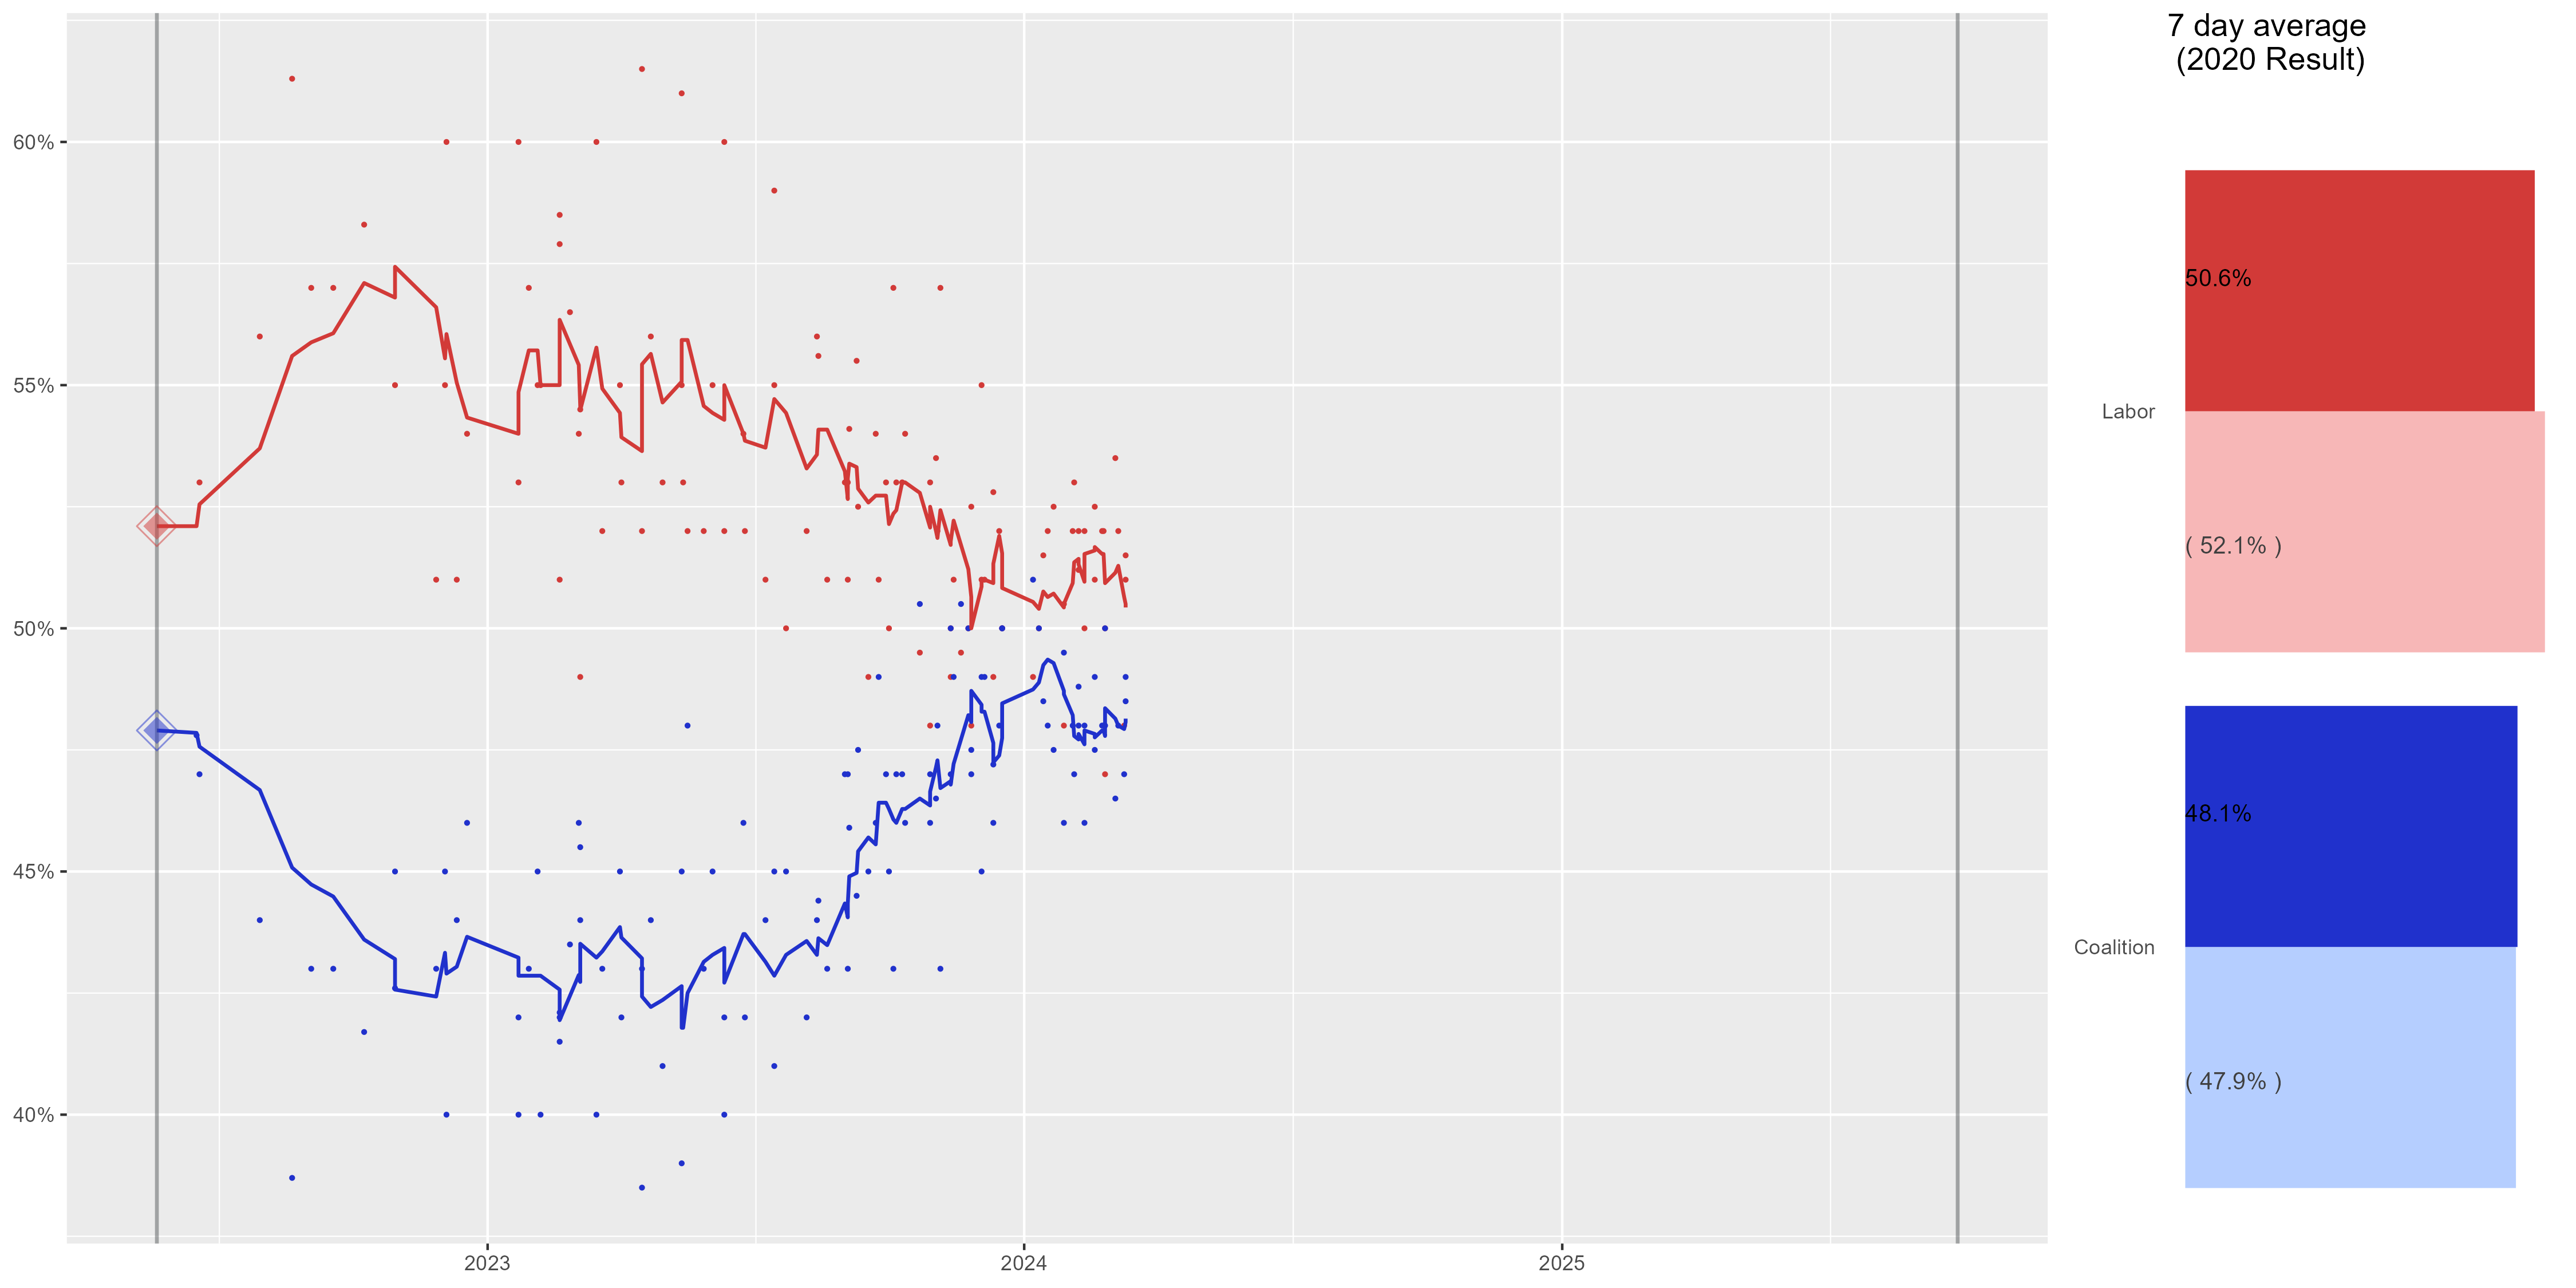 7 day average
(2020 Result)
60%
55%
50%
45%
40%
2023
2024
2025
Labor
50.6%
( 52.1% )
Coalition
48.1%
( 47.9% )